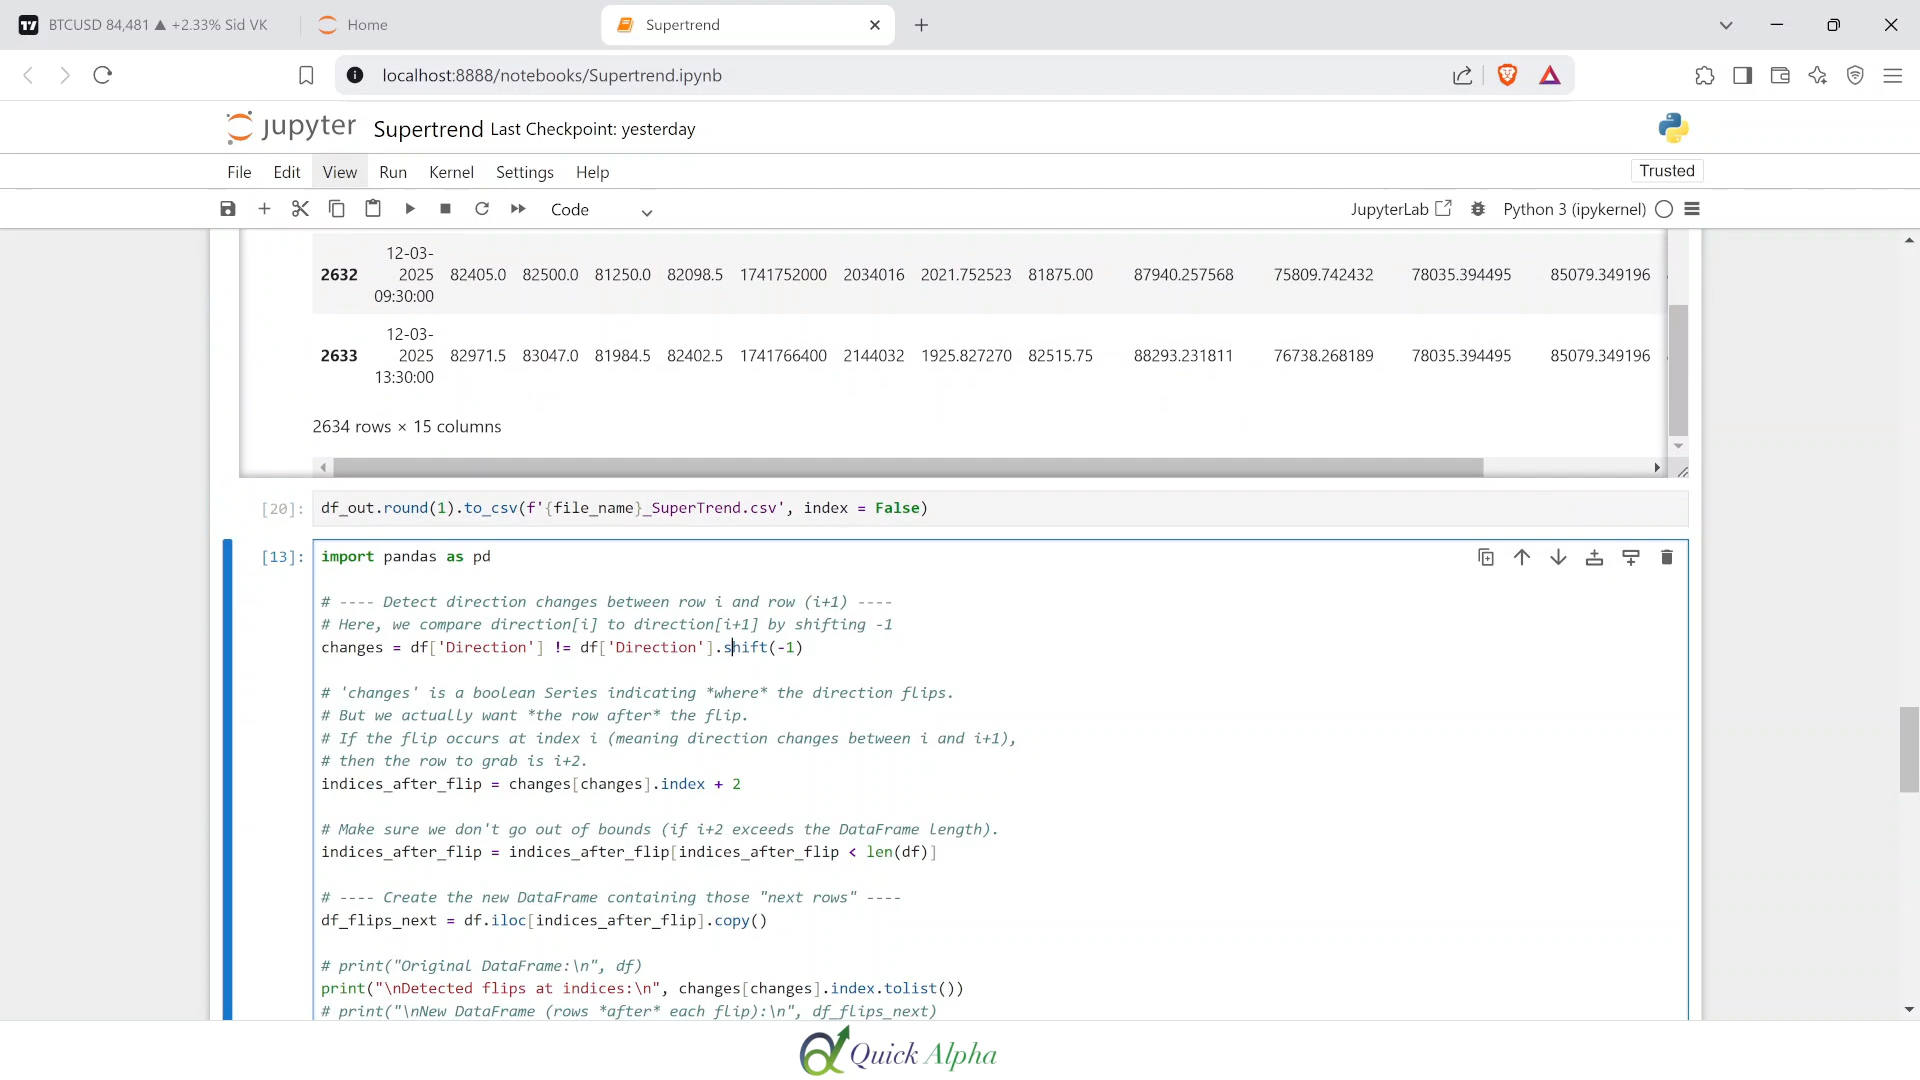 BTCUSD 84,481 ▲ +2.33% Sid VK
Home
Supertrend
localhost:8888/notebooks/Supertrend.ipynb
jupyter Supertrend Last Checkpoint: yesterday
File Edit View Run Kernel Settings Help
Trusted
Code
JupyterLab
Python 3 (ipykernel)
12-03-
2632 2025 82405.0 82500.0 81250.0 82098.5 1741752000 2034016 2021.752523 81875.00 87940.257568 75809.742432 78035.394495 85079.349196
09:30:00
12-03-
2633 2025 82971.5 83047.0 81984.5 82402.5 1741766400 2144032 1925.827270 82515.75 88293.231811 76738.268189 78035.394495 85079.349196
13:30:00
2634 rows × 15 columns
[20]: df_out.round(1).to_csv(f'{file_name}_SuperTrend.csv', index = False)
[13]: import pandas as pd
# ---- Detect direction changes between row i and row (i+1) ----
# Here, we compare direction[i] to direction[i+1] by shifting -1
changes = df['Direction'] != df['Direction'].shift(-1)
# 'changes' is a boolean Series indicating *where* the direction flips.
# But we actually want *the row after* the flip.
# If the flip occurs at index i (meaning direction changes between i and i+1),
# then the row to grab is i+2.
indices_after_flip = changes[changes].index + 2
# Make sure we don't go out of bounds (if i+2 exceeds the DataFrame length).
indices_after_flip = indices_after_flip[indices_after_flip < len(df)]
# ---- Create the new DataFrame containing those "next rows" ----
df_flips_next = df.iloc[indices_after_flip].copy()
# print("Original DataFrame:\n", df)
print("\nDetected flips at indices:\n", changes[changes].index.tolist())
# print("\nNew DataFrame (rows *after* each flip):\n", df_flips_next)
Quick Alpha